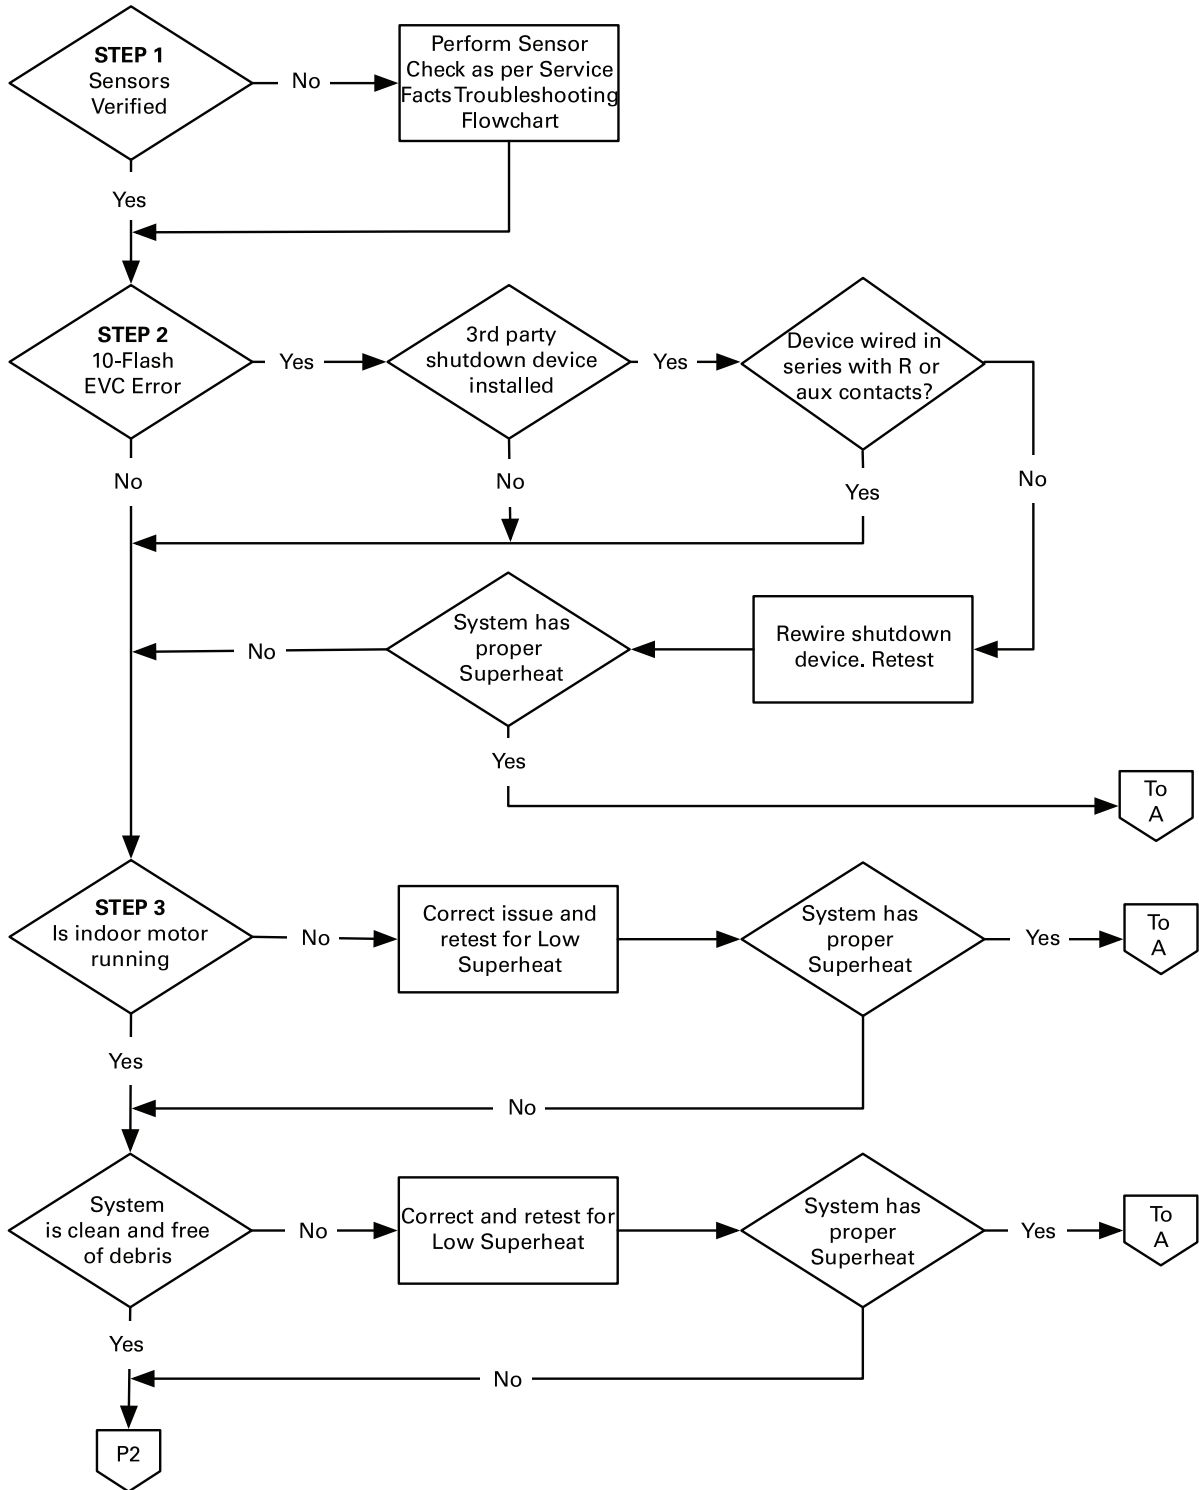 STEP 1
Sensors
Verified
No
Perform Sensor
Check as per Service
Facts Troubleshooting
Flowchart
Yes
STEP 2
10-Flash
EVC Error
Yes
3rd party
shutdown device
installed
Yes
Device wired in
series with R or
aux contacts?
No
No
Yes
No
System has
proper
Superheat
No
Rewire shutdown
device. Retest
Yes
To
A
STEP 3
Is indoor motor
running
No
Correct issue and
retest for Low
Superheat
System has
proper
Superheat
Yes
To
A
Yes
No
System
is clean and free
of debris
No
Correct and retest for
Low Superheat
System has
proper
Superheat
Yes
To
A
Yes
No
P2